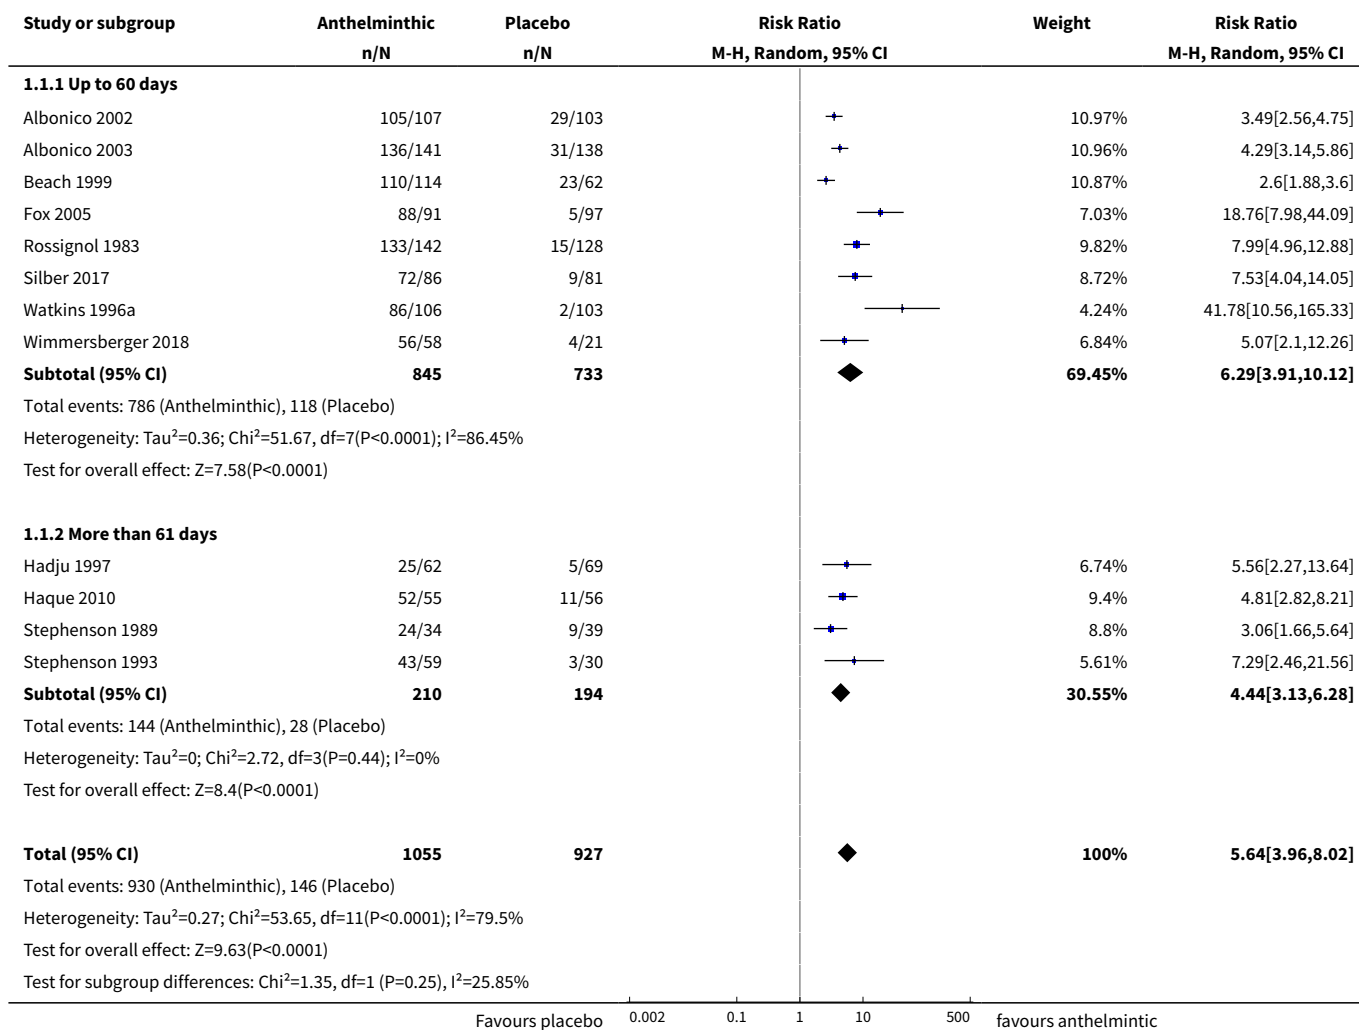 Study or subgroup Anthelminthic Placebo Risk Ratio Weight Risk Ratio
n/N n/N M-H, Random, 95% CI M-H, Random, 95% CI
1.1.1 Up to 60 days
Albonico 2002 105/107 29/103 10.97% 3.49[2.56,4.75]
Albonico 2003 136/141 31/138 10.96% 4.29[3.14,5.86]
Beach 1999 110/114 23/62 10.87% 2.6[1.88,3.6]
Fox 2005 88/91 5/97 7.03% 18.76[7.98,44.09]
Rossignol 1983 133/142 15/128 9.82% 7.99[4.96,12.88]
Silber 2017 72/86 9/81 8.72% 7.53[4.04,14.05]
Watkins 1996a 86/106 2/103 4.24% 41.78[10.56,165.33]
Wimmersberger 2018 56/58 4/21 6.84% 5.07[2.1,12.26]
Subtotal (95% CI) 845 733 69.45% 6.29[3.91,10.12]
Total events: 786 (Anthelminthic), 118 (Placebo)
Heterogeneity: Tau²=0.36; Chi²=51.67, df=7(P<0.0001); I²=86.45%
Test for overall effect: Z=7.58(P<0.0001)
1.1.2 More than 61 days
Hadju 1997 25/62 5/69 6.74% 5.56[2.27,13.64]
Haque 2010 52/55 11/56 9.4% 4.81[2.82,8.21]
Stephenson 1989 24/34 9/39 8.8% 3.06[1.66,5.64]
Stephenson 1993 43/59 3/30 5.61% 7.29[2.46,21.56]
Subtotal (95% CI) 210 194 30.55% 4.44[3.13,6.28]
Total events: 144 (Anthelminthic), 28 (Placebo)
Heterogeneity: Tau²=0; Chi²=2.72, df=3(P=0.44); I²=0%
Test for overall effect: Z=8.4(P<0.0001)
Total (95% CI) 1055 927 100% 5.64[3.96,8.02]
Total events: 930 (Anthelminthic), 146 (Placebo)
Heterogeneity: Tau²=0.27; Chi²=53.65, df=11(P<0.0001); I²=79.5%
Test for overall effect: Z=9.63(P<0.0001)
Test for subgroup differences: Chi²=1.35, df=1 (P=0.25), I²=25.85%
Favours placebo 0.002 0.1 1 10 500 favours anthelmintic